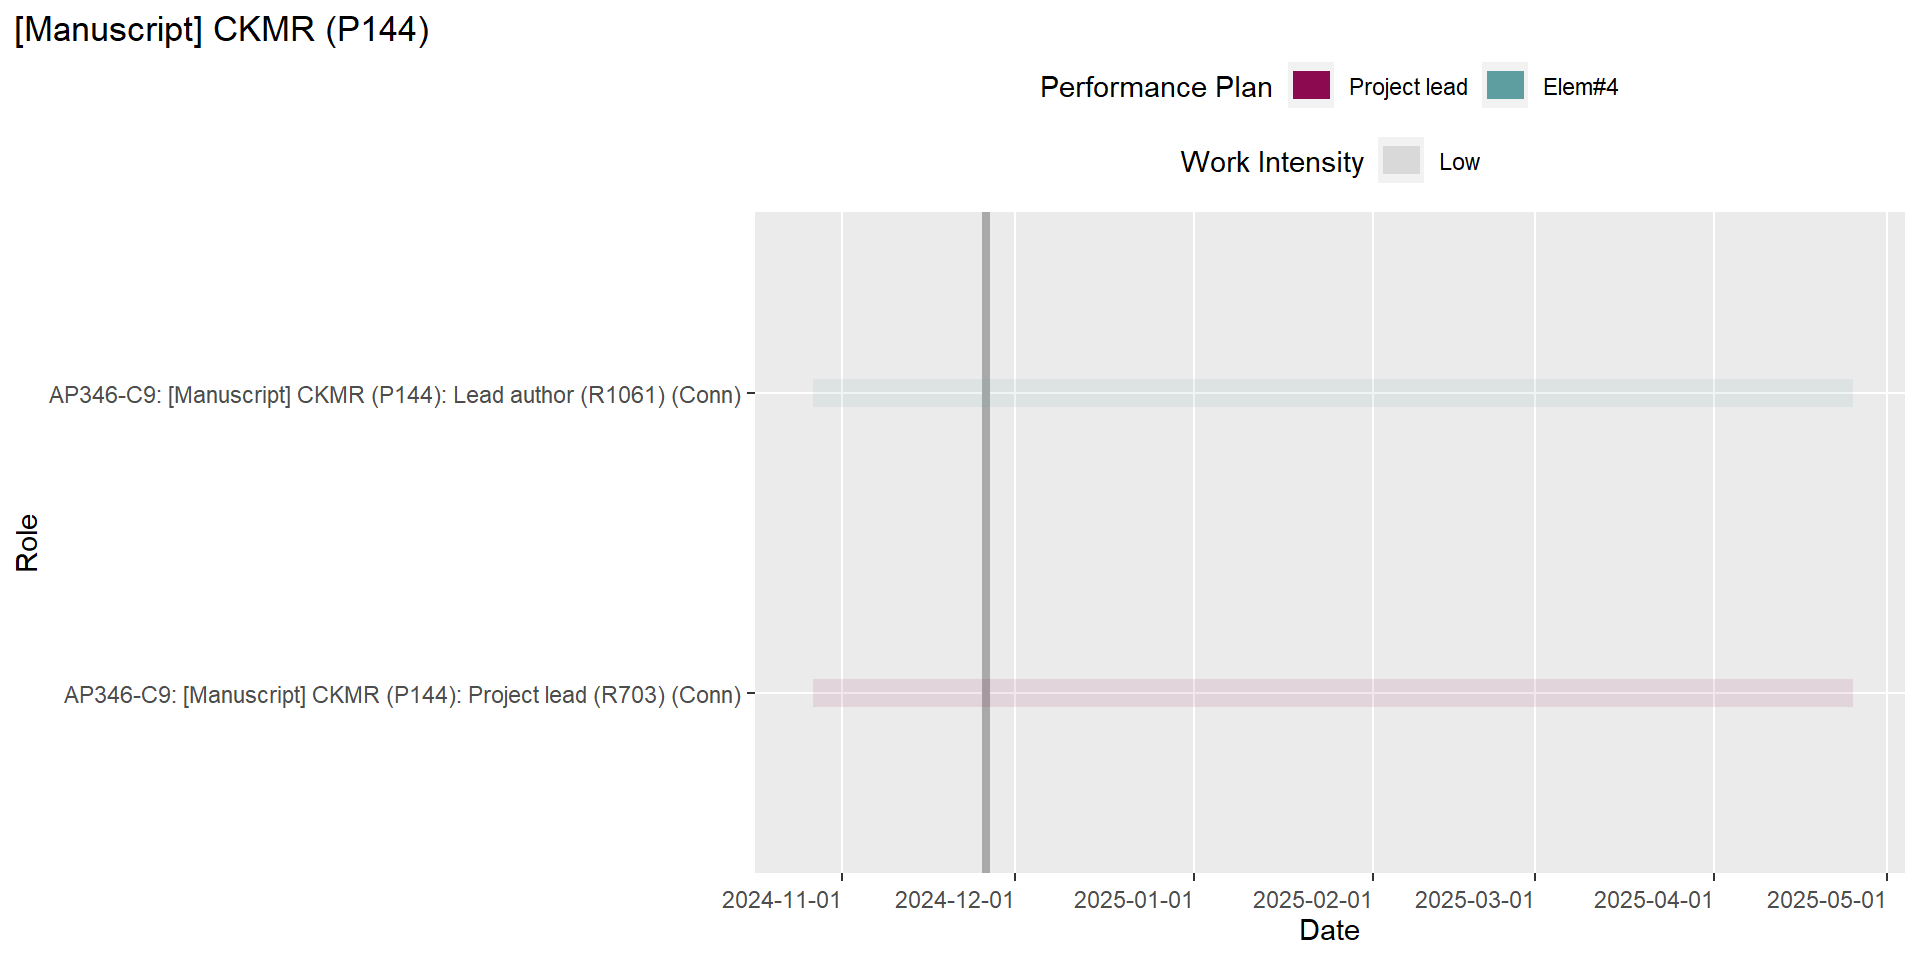 [Manuscript] CKMR (P144)
Performance Plan Project lead Elem#4
Work Intensity Low
AP346-C9: [Manuscript] CKMR (P144): Lead author (R1061) (Conn)
Role
AP346-C9: [Manuscript] CKMR (P144): Project lead (R703) (Conn)
2024-11-01 2024-12-01 2025-01-01 2025-02-01 2025-03-01 2025-04-01 2025-05-01
Date